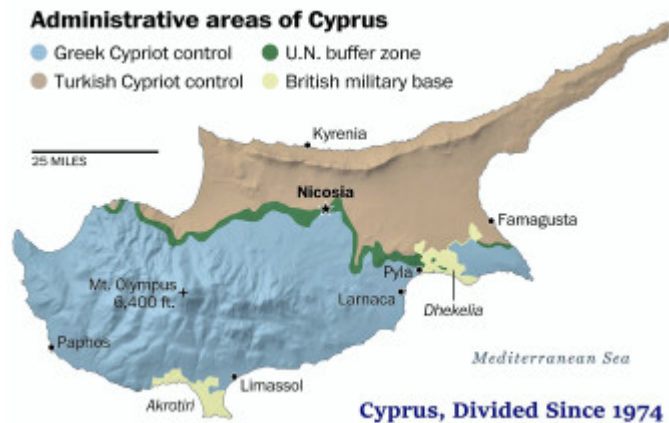 Administrative areas of Cyprus
Greek Cypriot control
U.N. buffer zone
Turkish Cypriot control
British military base
25 MILES
Kyrenia
Nicosia
Famagusta
Pyla
Mt. Olympus
6,400 ft.
Larnaca
Dhekelia
Paphos
Mediterranean Sea
Limassol
Akrotiri
Cyprus, Divided Since 1974